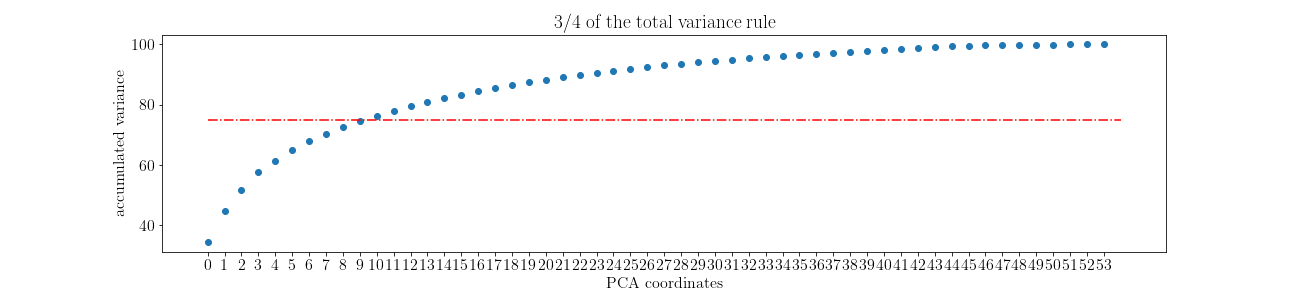 3/4 of the total variance rule
accumulated variance
100
80
60
40
0 1 2 3 4 5 6 7 8 9 10 11 12 13 14 15 16 17 18 19 20 21 22 23 24 25 26 27 28 29 30 31 32 33 34 35 36 37 38 39 40 41 42 43 44 45 46 47 48 49 50 51 52 53
PCA coordinates